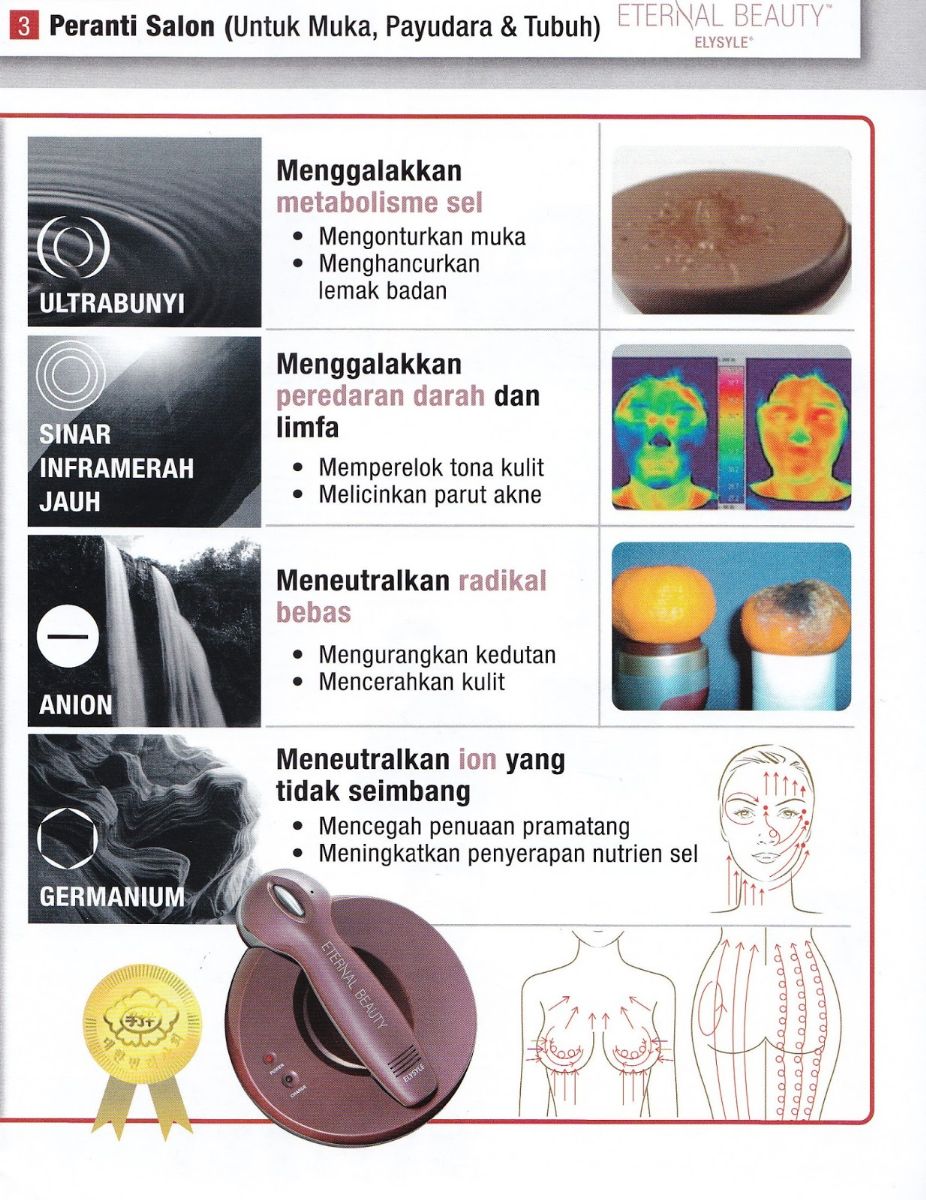 3 Peranti Salon (Untuk Muka, Payudara & Tubuh)
ETERNAL BEAUTY™
ELYSYLE®
ULTRABUNYI
Menggalakkan
metabolisme sel
• Mengonturkan muka
• Menghancurkan
lemak badan
SINAR
INFRAMERAH
JAUH
Menggalakkan
peredaran darah dan
limfa
• Memperelok tona kulit
• Melicinkan parut akne
ANION
Meneutralkan radikal
bebas
• Mengurangkan kedutan
• Mencerahkan kulit
GERMANIUM
Meneutralkan ion yang
tidak seimbang
• Mencegah penuaan pramatang
• Meningkatkan penyerapan nutrien sel
ETERNAL BEAUTY
ELYSYLE
POWER
CHARGE